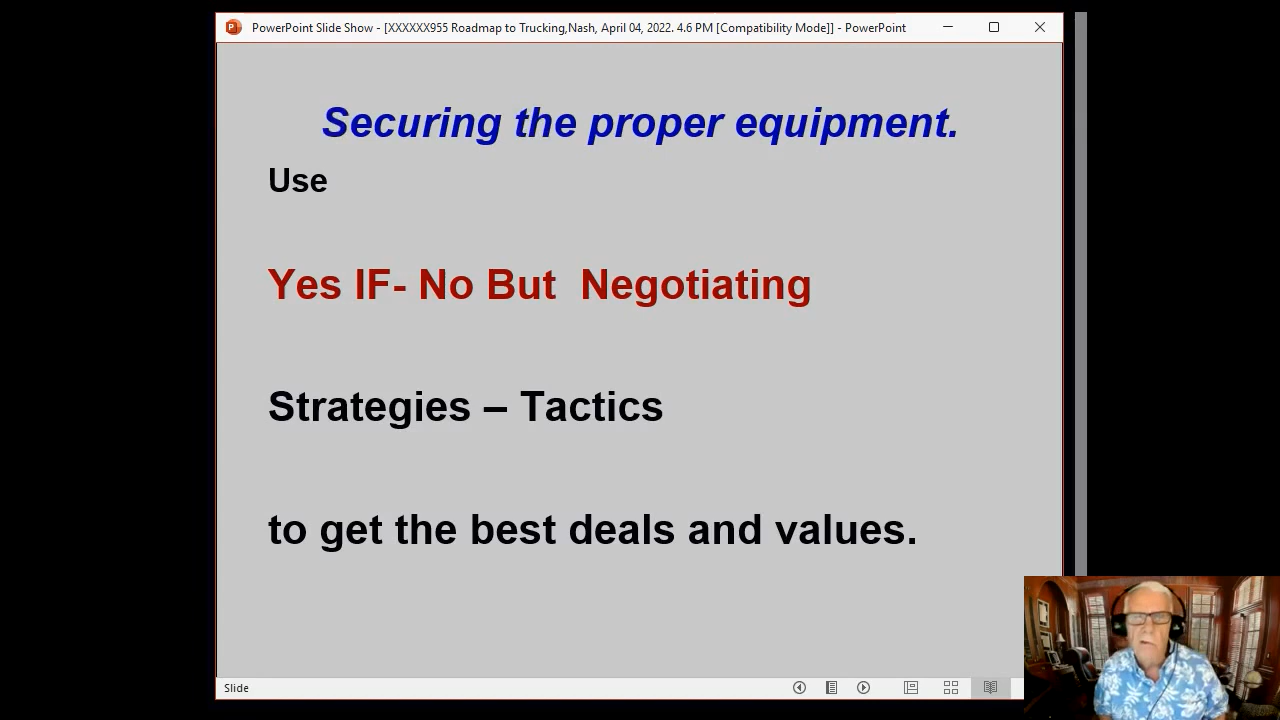 PowerPoint Slide Show - [XXXXXX955 Roadmap to Trucking,Nash, April 04, 2022. 4.6 PM [Compatibility Mode]] - PowerPoint
Securing the proper equipment.
Use
Yes IF- No But  Negotiating
Strategies – Tactics
to get the best deals and values.
Slide